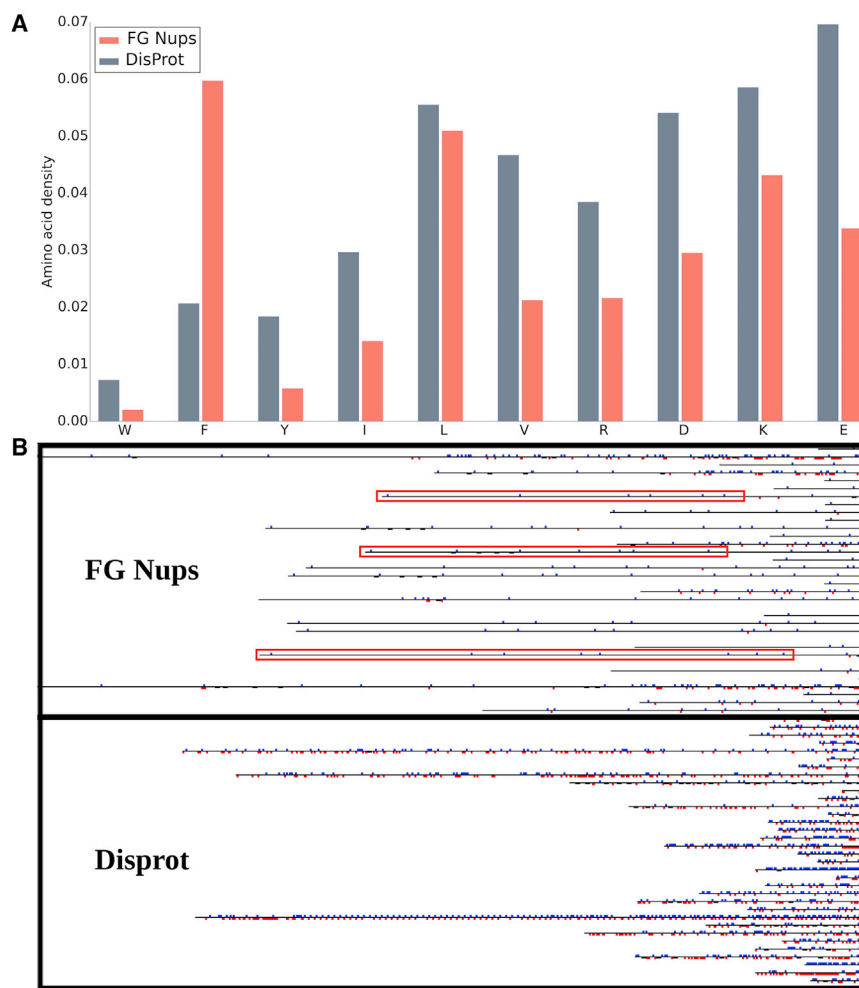 A
0.07
0.06
0.05
0.04
0.03
0.02
0.01
0.00
Amino acid density
FG Nups
DisProt
W F Y I L V R D K E
B
FG Nups
Disprot